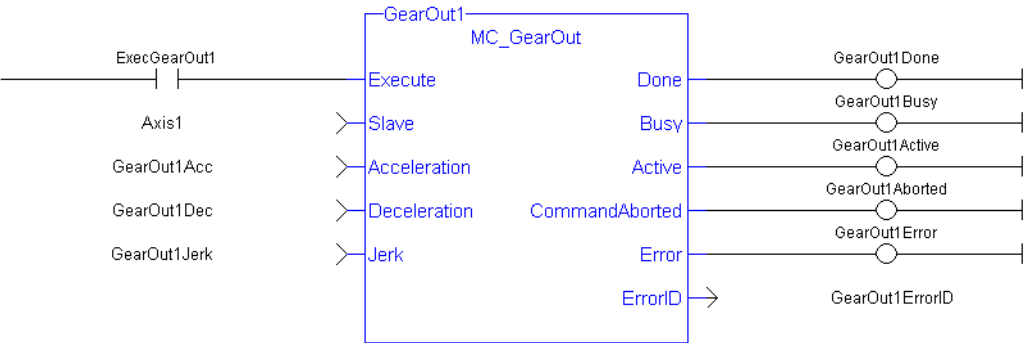 GearOut1
MC_GearOut
ExecGearOut1
Execute
Done
GearOut1Done
Axis1
Slave
Busy
GearOut1Busy
GearOut1Acc
Acceleration
Active
GearOut1Active
GearOut1Dec
Deceleration
CommandAborted
GearOut1Aborted
GearOut1Jerk
Jerk
Error
GearOut1Error
ErrorID
GearOut1ErrorID